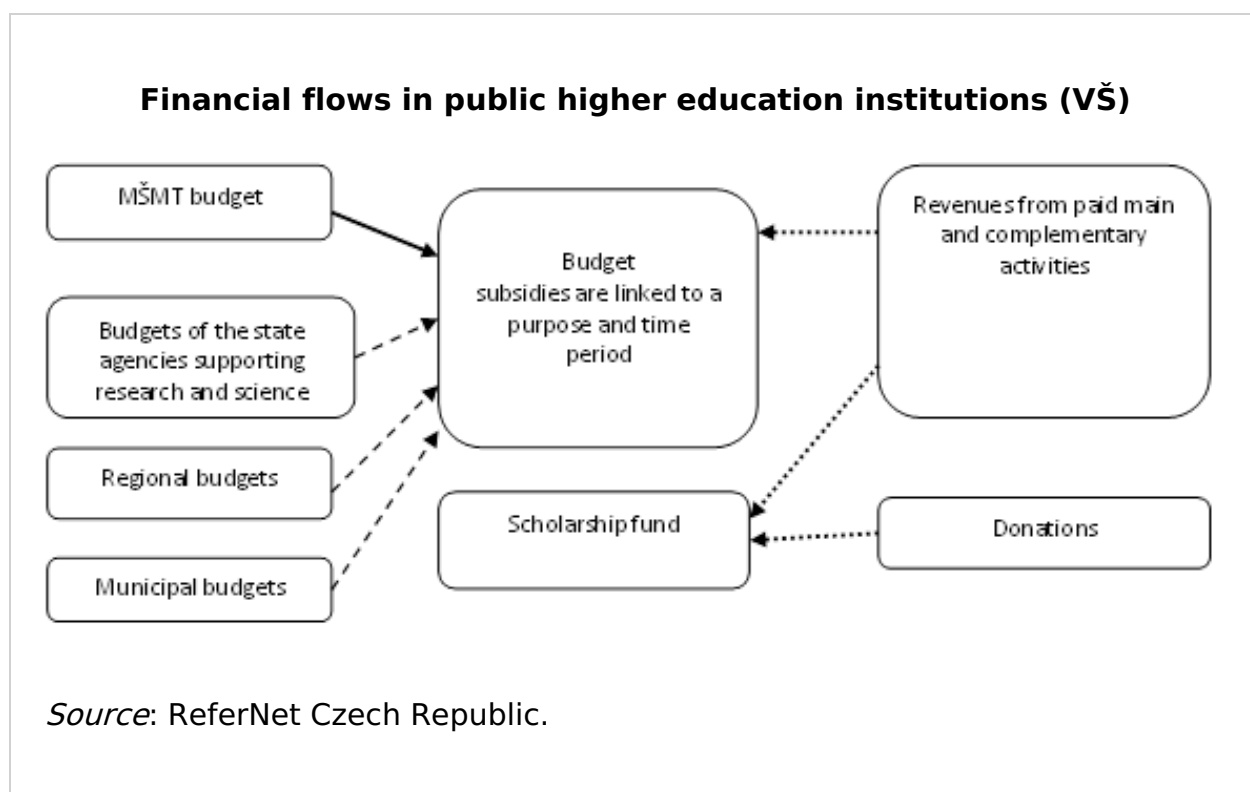 Financial flows in public higher education institutions (VŠ)
MŠMT budget
Budgets of the state
agencies supporting
research and science
Regional budgets
Municipal budgets
Budget
subsidies are linked to a
purpose and time
period
Scholarship fund
Revenues from paid main
and complementary
activities
Donations
Source: ReferNet Czech Republic.